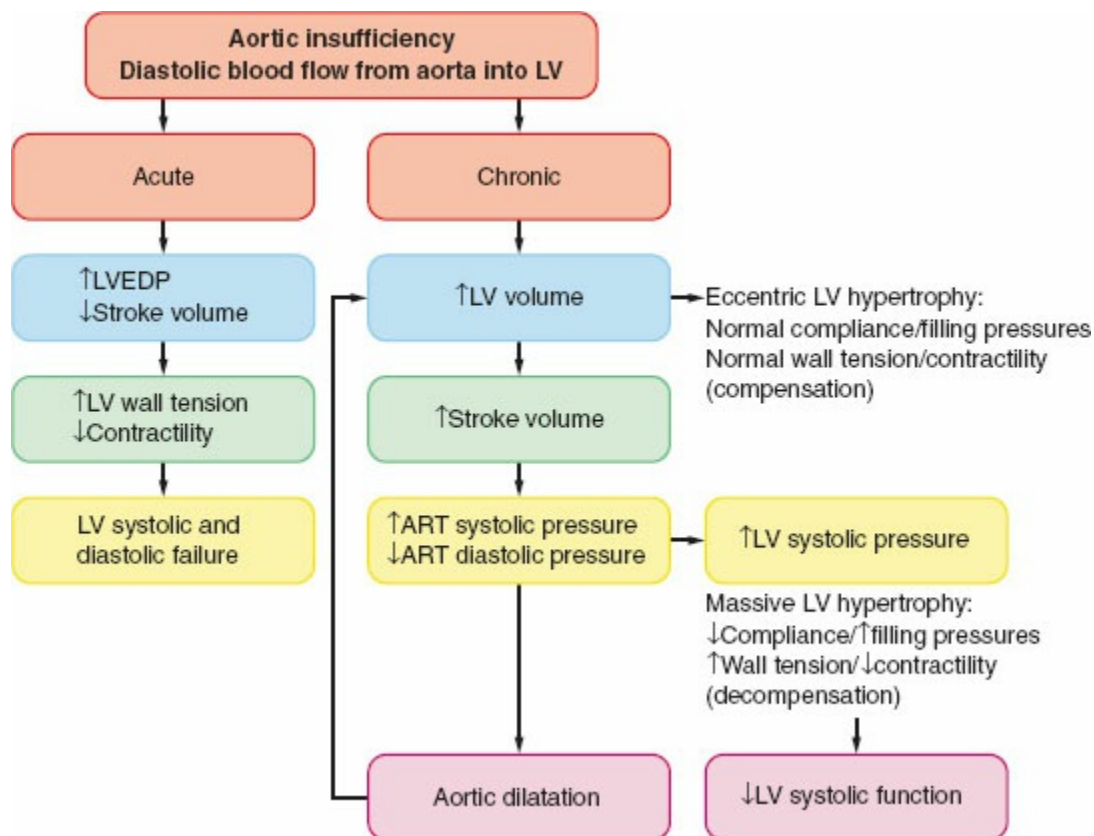 Aortic insufficiency
Diastolic blood flow from aorta into LV
Acute
Chronic
↑LVEDP
↓Stroke volume
↑LV volume
Eccentric LV hypertrophy:
Normal compliance/filling pressures
Normal wall tension/contractility
(compensation)
↑LV wall tension
↓Contractility
↑Stroke volume
LV systolic and
diastolic failure
↑ART systolic pressure
↓ART diastolic pressure
↑LV systolic pressure
Massive LV hypertrophy:
↓Compliance/↑filling pressures
↑Wall tension/↓contractility
(decompensation)
Aortic dilatation
↓LV systolic function